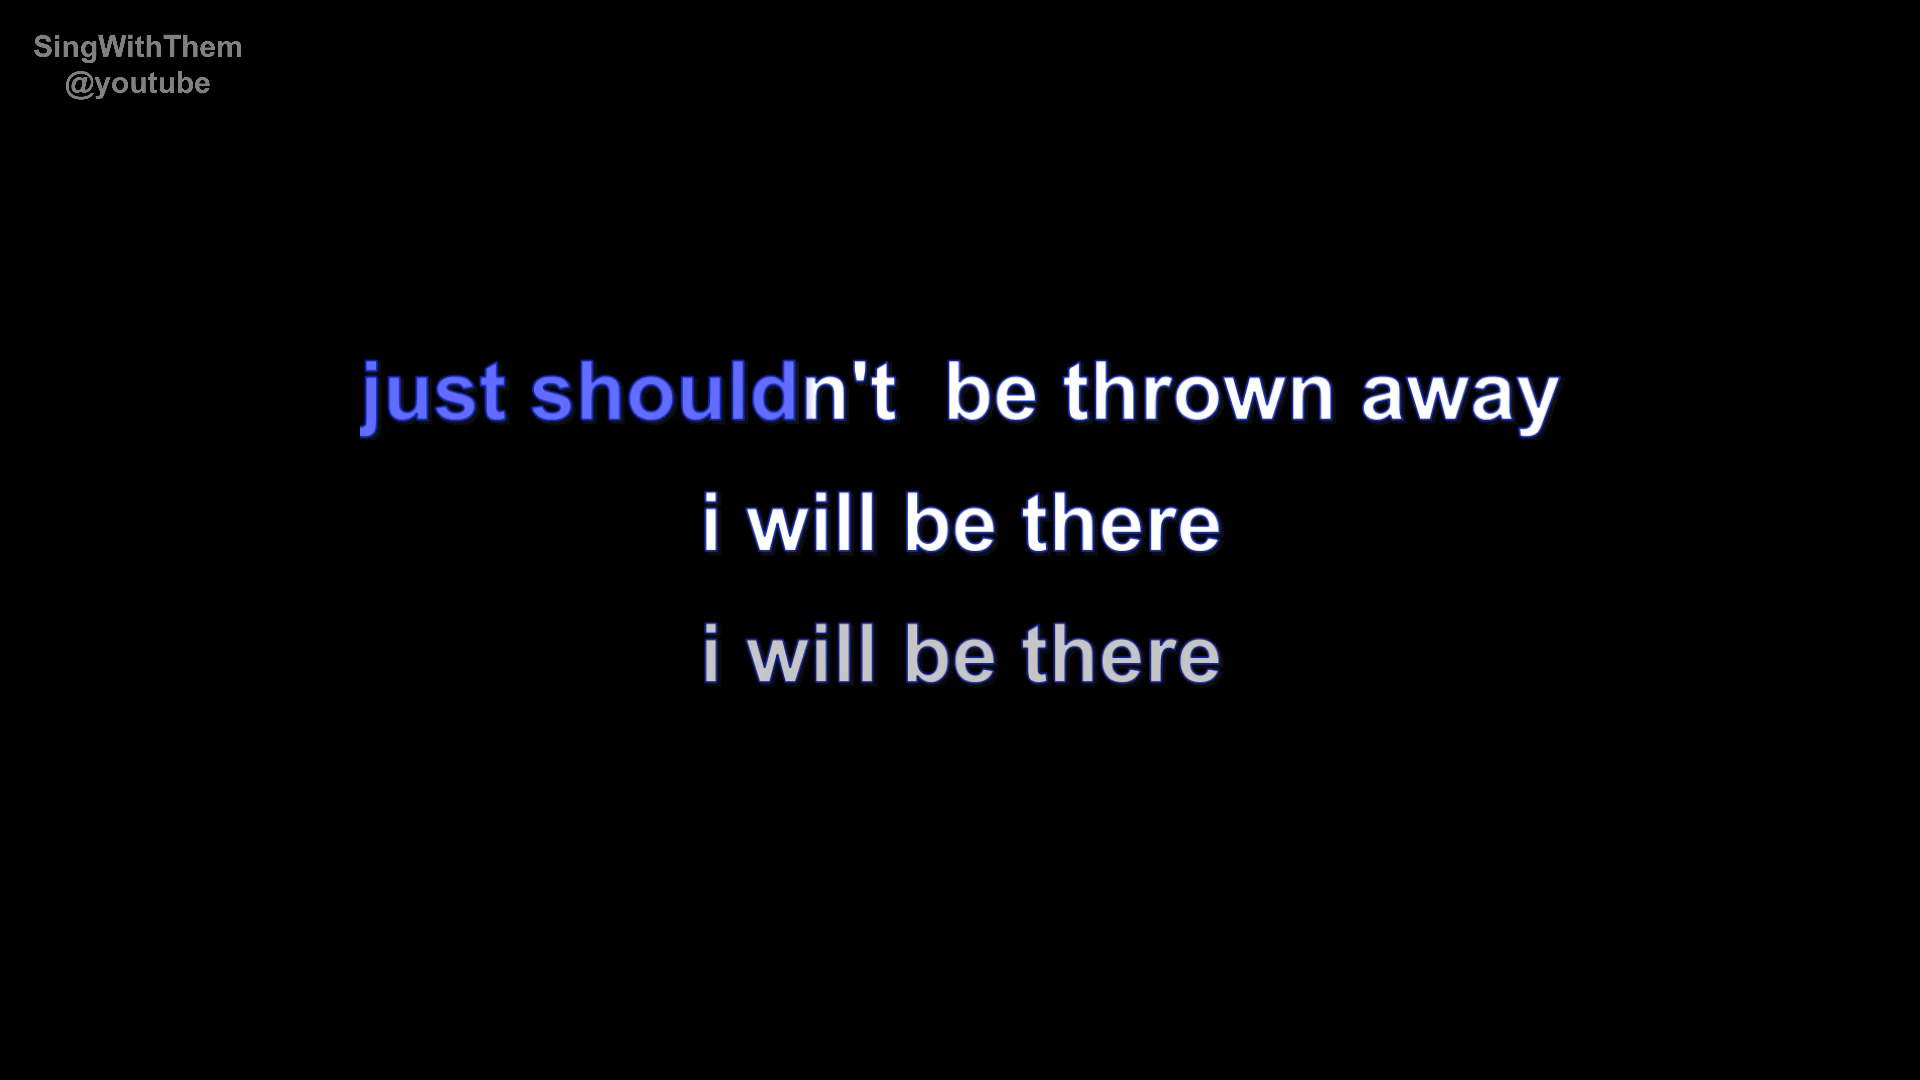 SingWithThem
@youtube
just shouldn't  be thrown away
i will be there
i will be there